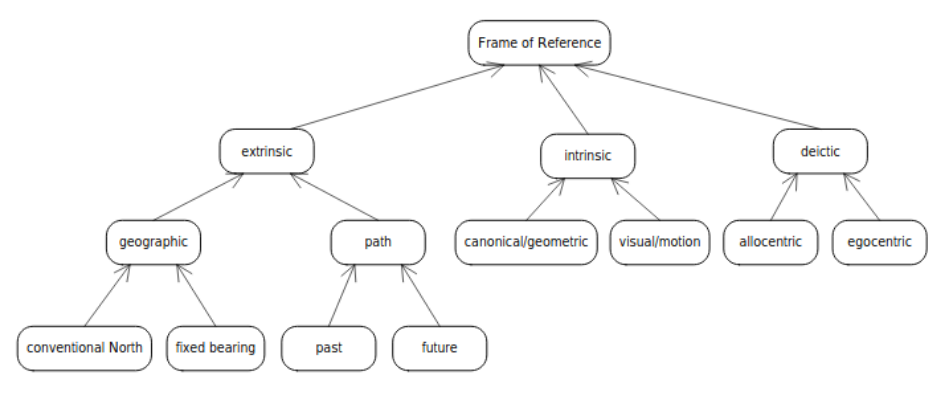 Frame of Reference
extrinsic
intrinsic
deictic
geographic
path
canonical/geometric
visual/motion
allocentric
egocentric
conventional North
fixed bearing
past
future